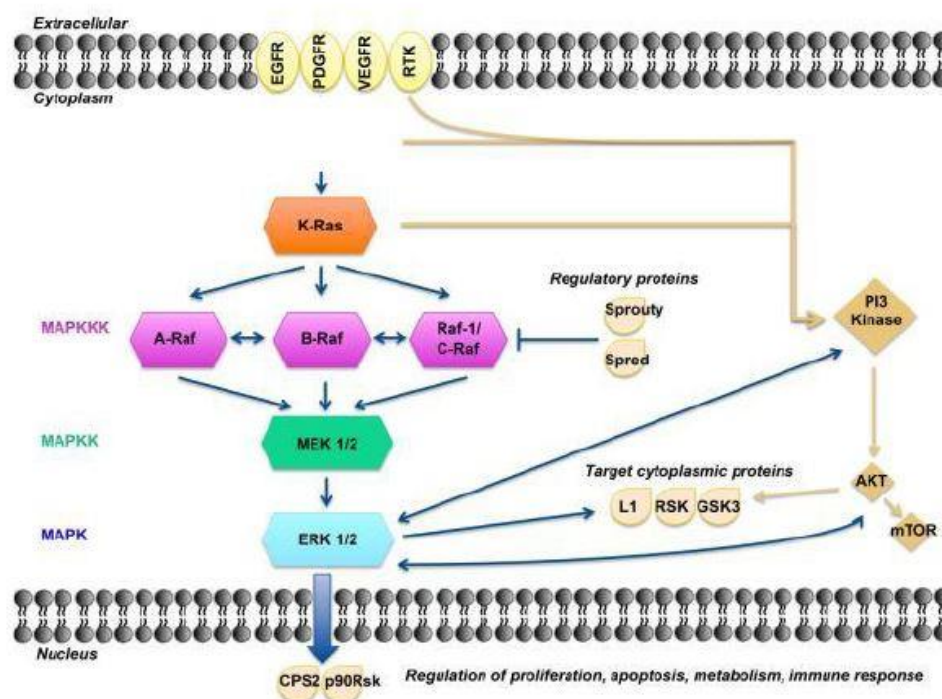 Extracellular
EGFR
PDGFR
VEGFR
RTK
Cytoplasm
K-Ras
Regulatory proteins
Sprouty
Spred
PI3
Kinase
MAPKKK
A-Raf
B-Raf
Raf-1/
C-Raf
MAPKK
MEK 1/2
Target cytoplasmic proteins
L1 RSK GSK3
AKT
mTOR
MAPK
ERK 1/2
Nucleus
CPS2 p90Rsk
Regulation of proliferation, apoptosis, metabolism, immune response